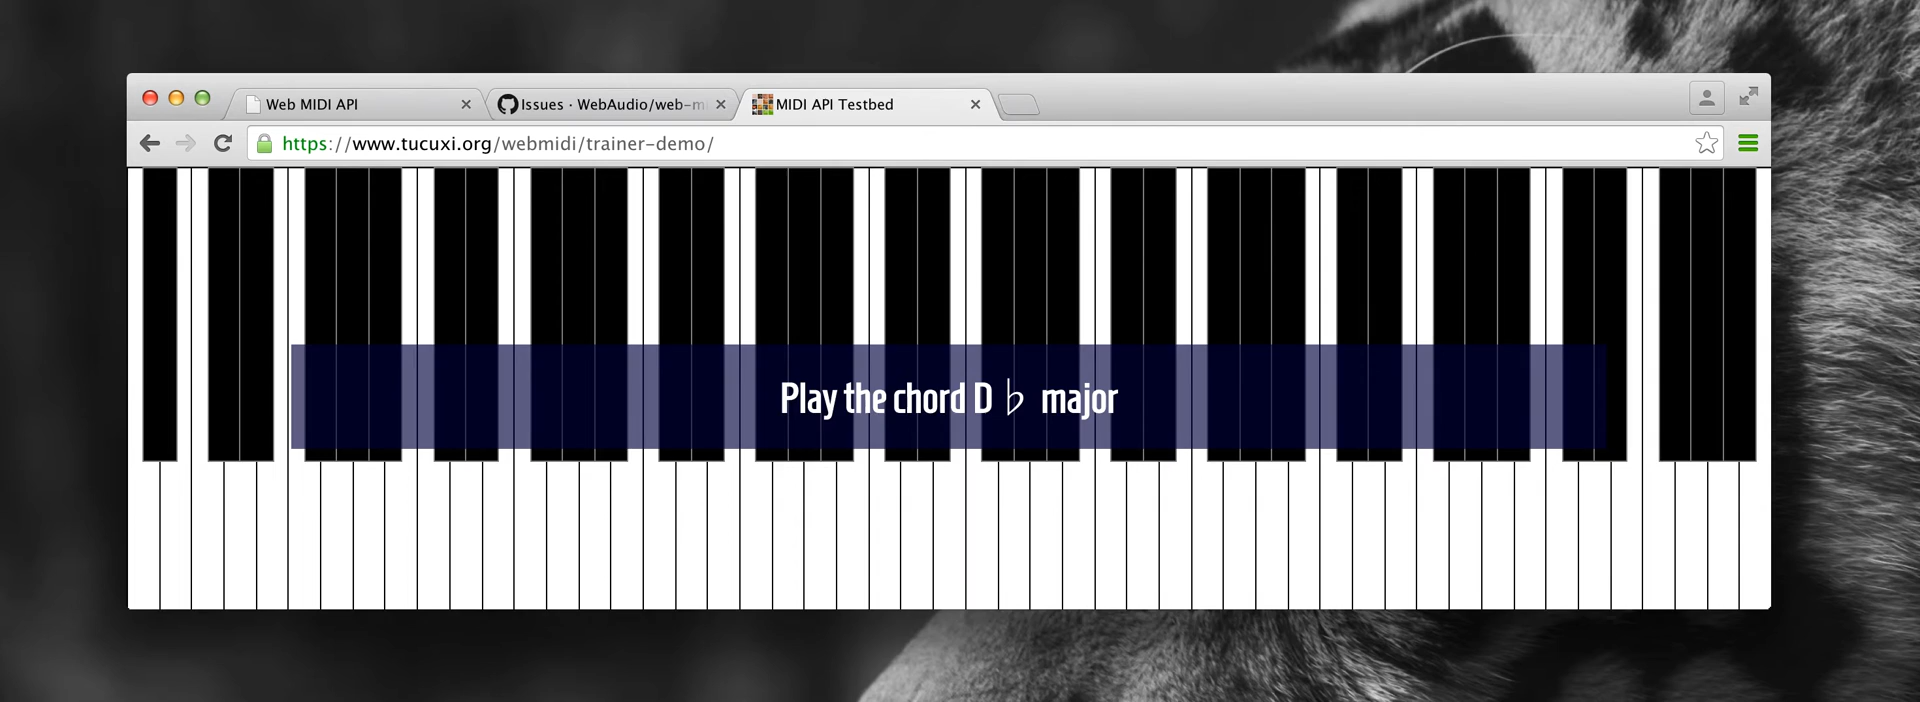 Web MIDI API
Issues · WebAudio/web-m
MIDI API Testbed
https://www.tucuxi.org/webmidi/trainer-demo/
Play the chord D ♭ major